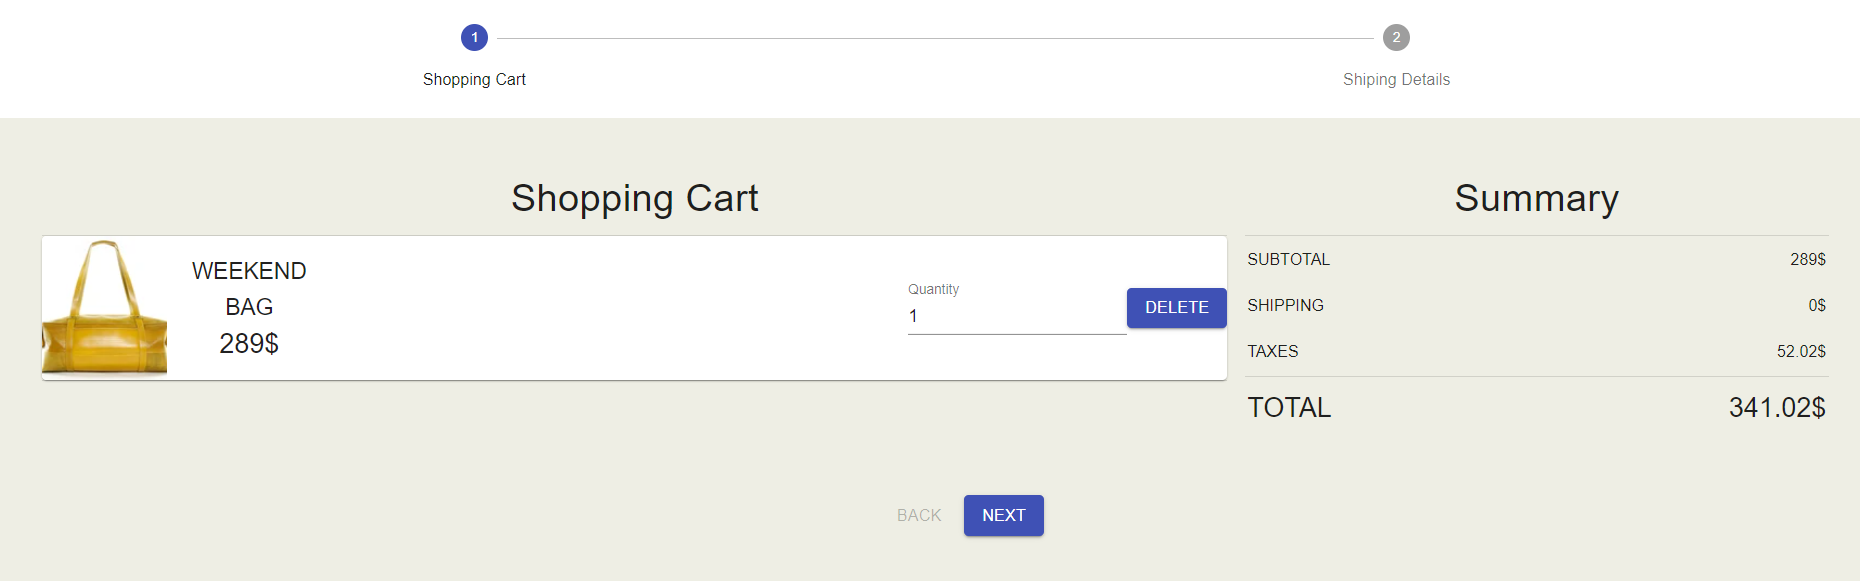 1
2
Shopping Cart
Shiping Details
Shopping Cart
WEEKEND
BAG
289$
Quantity
1
DELETE
Summary
SUBTOTAL 289$
SHIPPING 0$
TAXES 52.02$
TOTAL 341.02$
BACK
NEXT